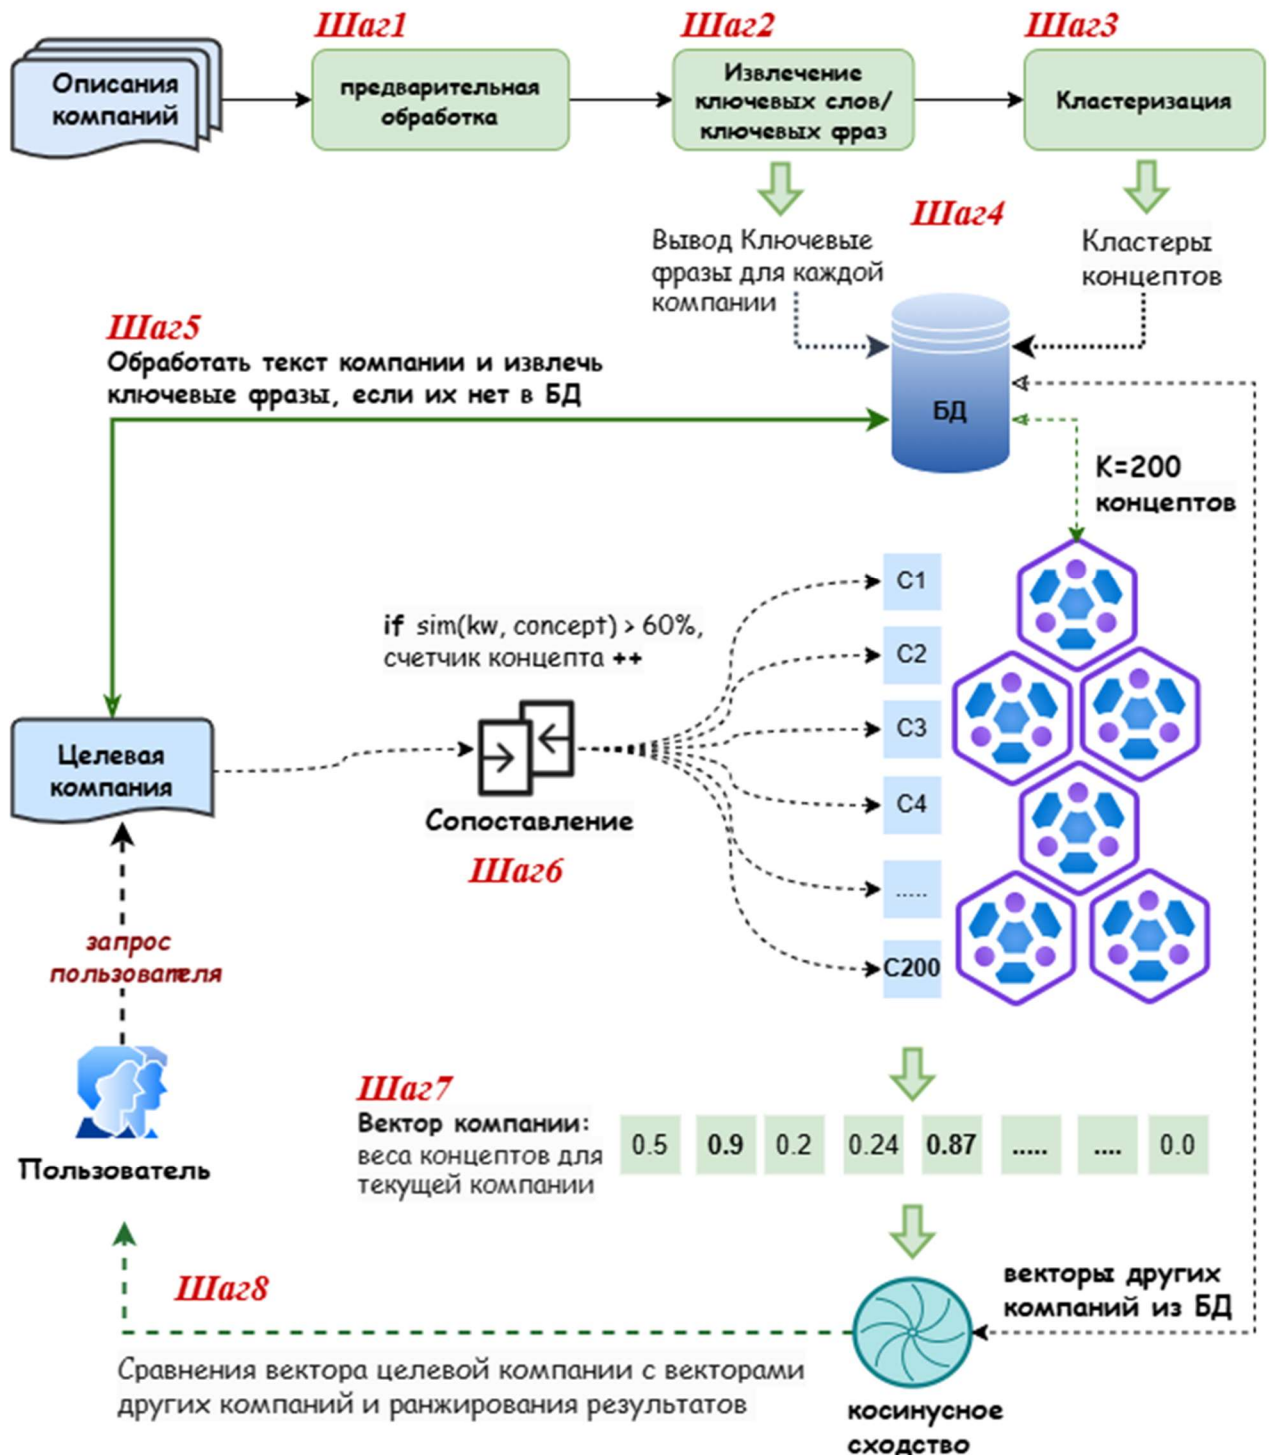 Шаг1
Шаг2
Шаг3
Описания
компаний
предварительная
обработка
Извлечение
ключевых слов/
ключевых фраз
Кластеризация
Шаг4
Вывод Ключевые
фразы для каждой
компании
Кластеры
концептов
Шаг5
Обработать текст компании и извлечь
ключевые фразы, если их нет в БД
БД
K=200
концептов
if sim(kw, concept) > 60%,
счетчик концепта ++
C1
C2
C3
C4
.....
C200
Целевая
компания
Сопоставление
Шаг6
запрос
пользователя
Пользователь
Шаг7
Вектор компании:
веса концептов для
текущей компании
0.5 0.9 0.2 0.24 0.87 ..... .... 0.0
Шаг8
векторы других
компаний из БД
Сравнения вектора целевой компании с векторами
других компаний и ранжирования результатов
косинусное
сходство